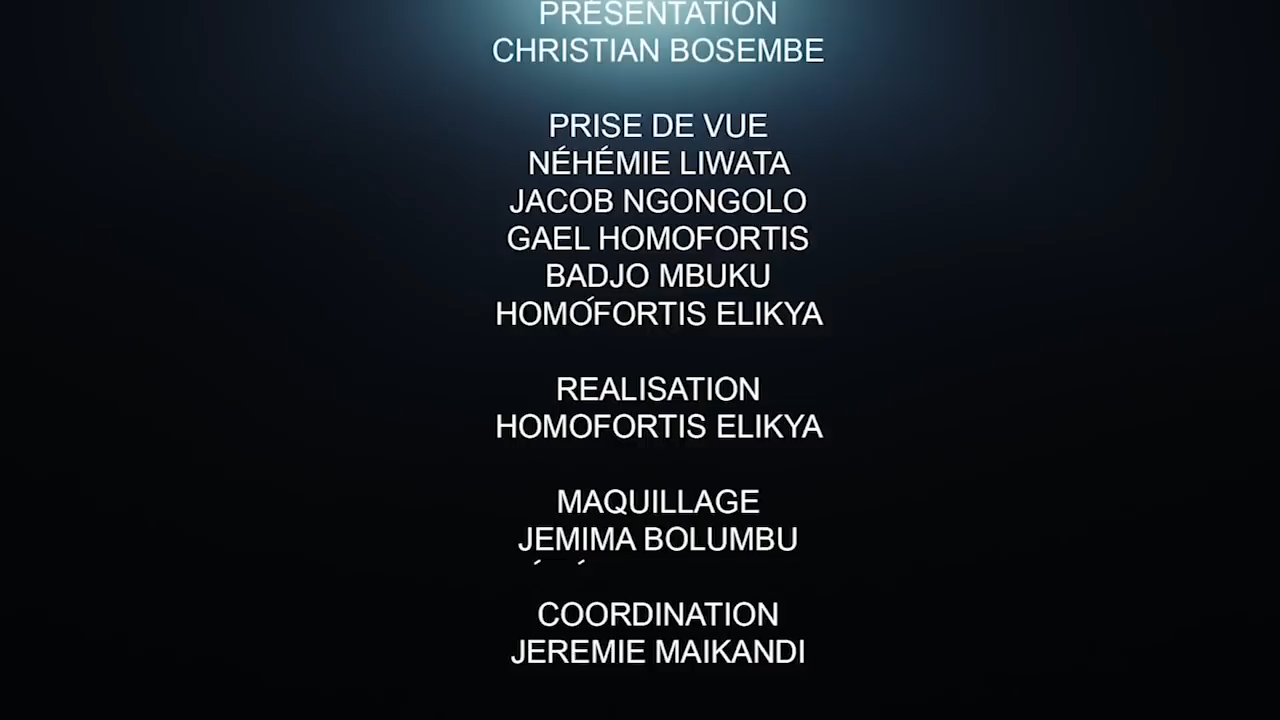 PRÉSENTATION
CHRISTIAN BOSEMBE
PRISE DE VUE
NÉHÉMIE LIWATA
JACOB NGONGOLO
GAEL HOMOFORTIS
BADJO MBUKU
HOMOFORTIS ELIKYA
REALISATION
HOMOFORTIS ELIKYA
MAQUILLAGE
JEMIMA BOLUMBU
COORDINATION
JEREMIE MAIKANDI